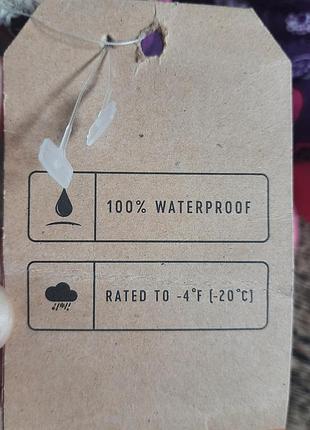 100% WATERPROOF
RATED TO -4°F (-20°C)